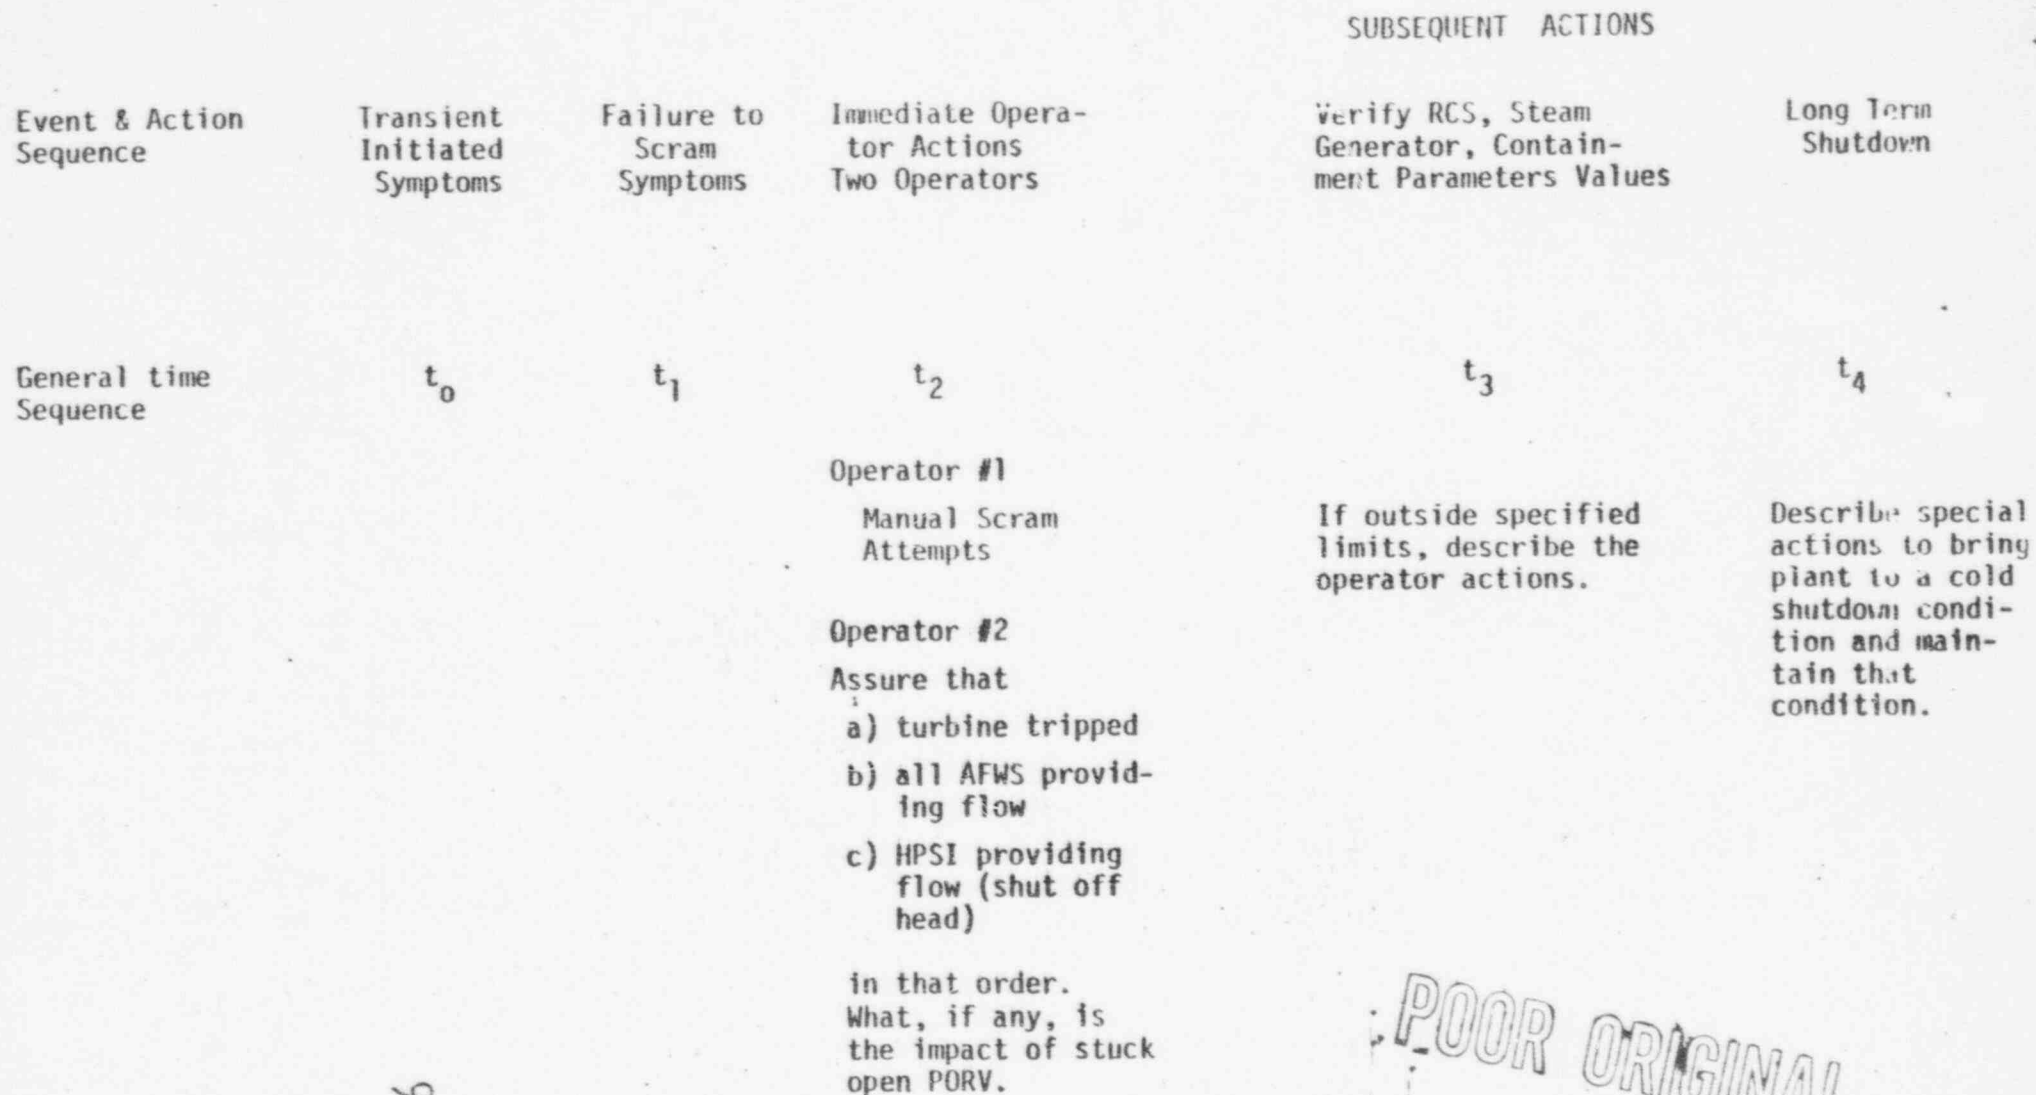 SUBSEQUENT ACTIONS
Event & Action
Sequence
Transient
Initiated
Symptoms
Failure to
Scram
Symptoms
Immediate Opera-
tor Actions
Two Operators
Verify RCS, Steam
Generator, Contain-
ment Parameters Values
Long Term
Shutdown
General time
Sequence
t₀
t₁
t₂
t₃
t₄
Operator #1
Manual Scram
Attempts
Operator #2
Assure that
a) turbine tripped
b) all AFWS provid-
ing flow
c) HPSI providing
flow (shut off
head)
in that order.
What, if any, is
the impact of stuck
open PORV.
If outside specified
limits, describe the
operator actions.
Describe special
actions to bring
plant to a cold
shutdown condi-
tion and main-
tain that
condition.
POOR ORIGINAL